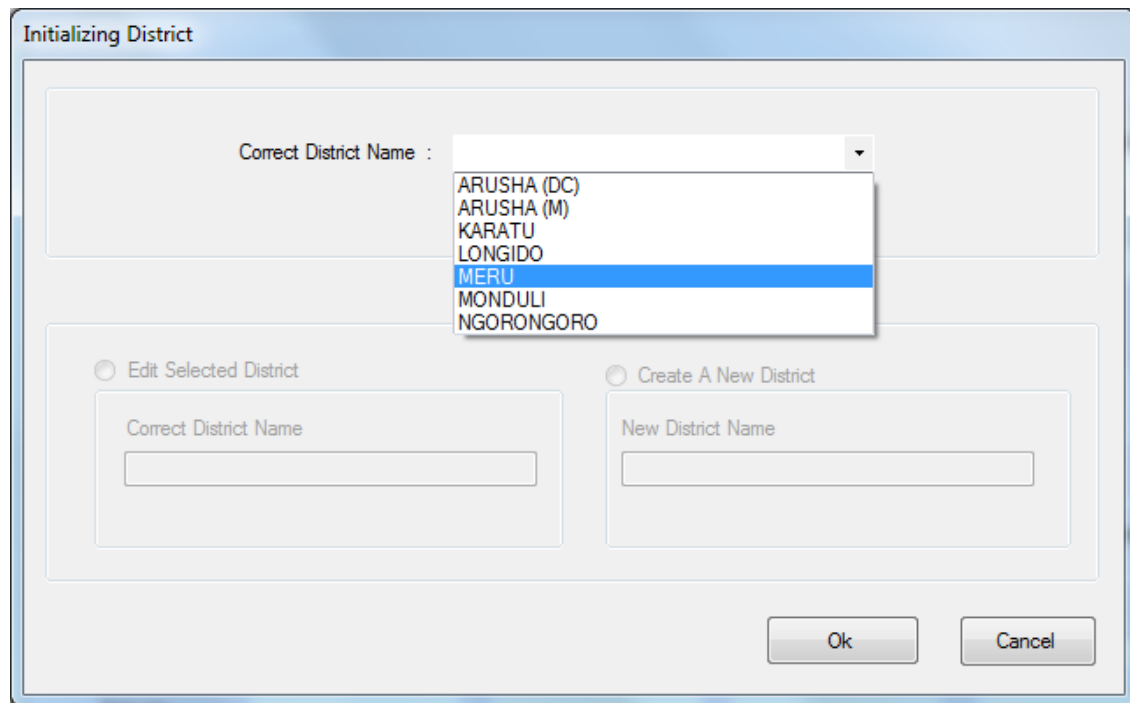 Initializing District
Correct District Name :
ARUSHA (DC)
ARUSHA (M)
KARATU
LONGIDO
MERU
MONDULI
NGORONGORO
Edit Selected District
Correct District Name
Create A New District
New District Name
Ok
Cancel